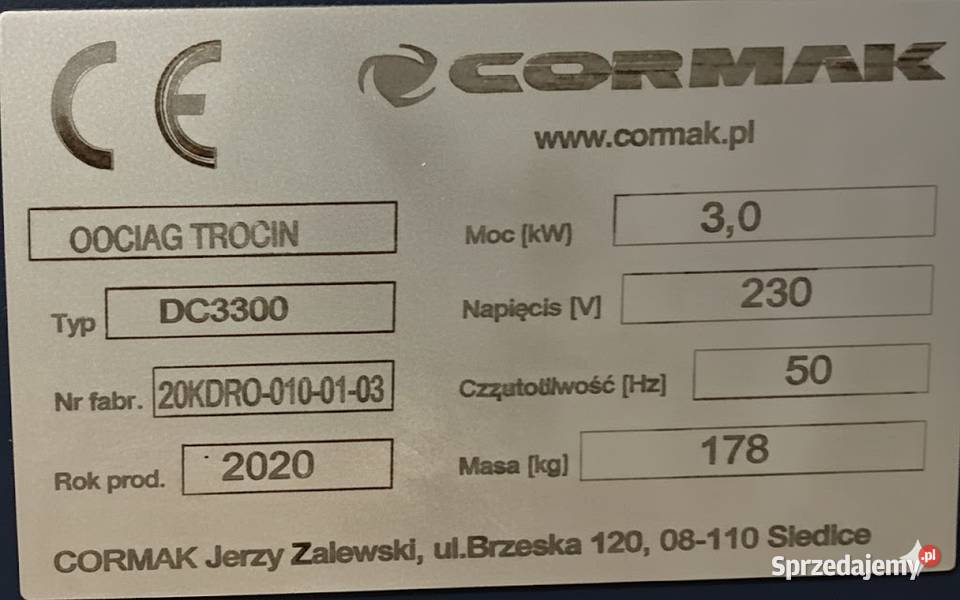 CE
CORMAK
www.cormak.pl
OOCIAG TROCIN
Moc [kW] 3,0
Typ DC3300
Napięcis [V] 230
Nr fabr. 20KDRO-010-01-03
Czzutotliwość [Hz] 50
Rok prod. 2020
Masa [kg] 178
CORMAK Jerzy Zalewski, ul.Brzeska 120, 08-110 Siedlce
Sprzedajemy.pl